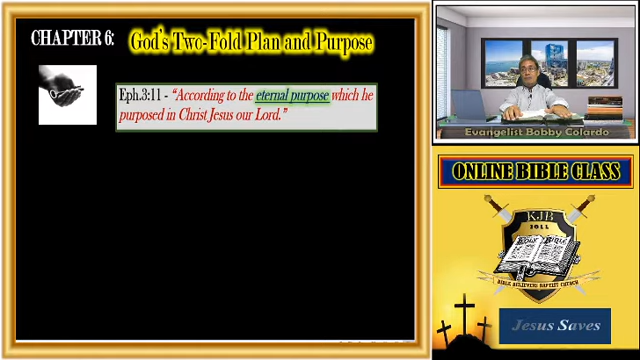 CHAPTER 6: God's Two-Fold Plan and Purpose
Eph.3:11 - “According to the eternal purpose which he
purposed in Christ Jesus our Lord.”
Evangelist Bobby Colardo
ONLINE BIBLE CLASS
KJB
1611
HOLY BIBLE
BIBLE BELIEVERS BAPTIST CHURCH
Jesus Saves